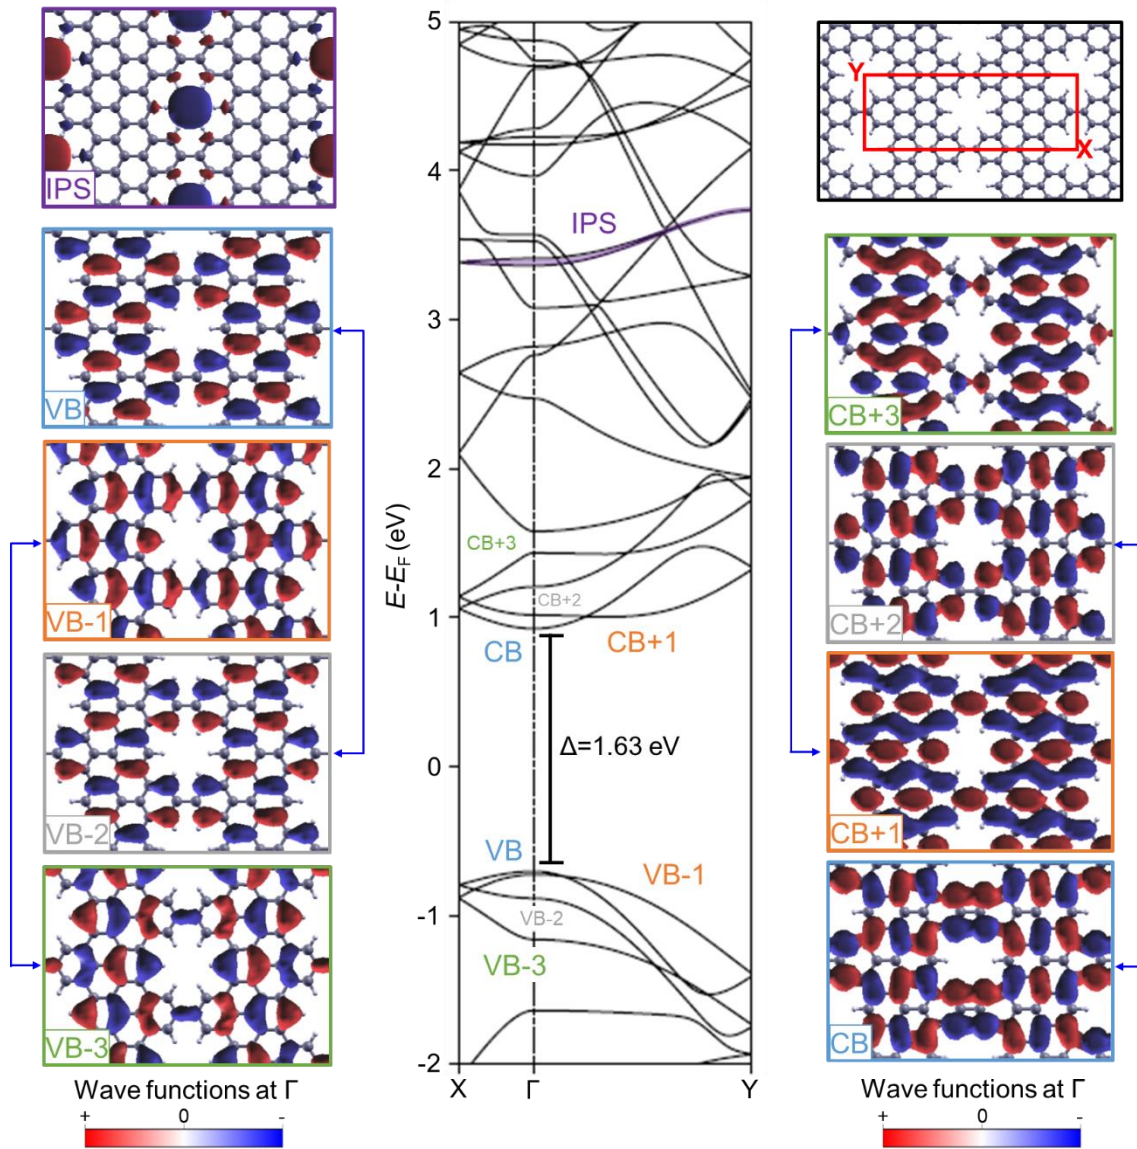 IPS
VB
VB-1
VB-2
VB-3
Wave functions at Γ
+ 0 -
E-E_F (eV)
5
4
3
2
1
0
-1
-2
IPS
CB+3
CB+2
CB
CB+1
Δ=1.63 eV
VB
VB-1
VB-2
VB-3
X Γ Y
Y
X
CB+3
CB+2
CB+1
CB
Wave functions at Γ
+ 0 -